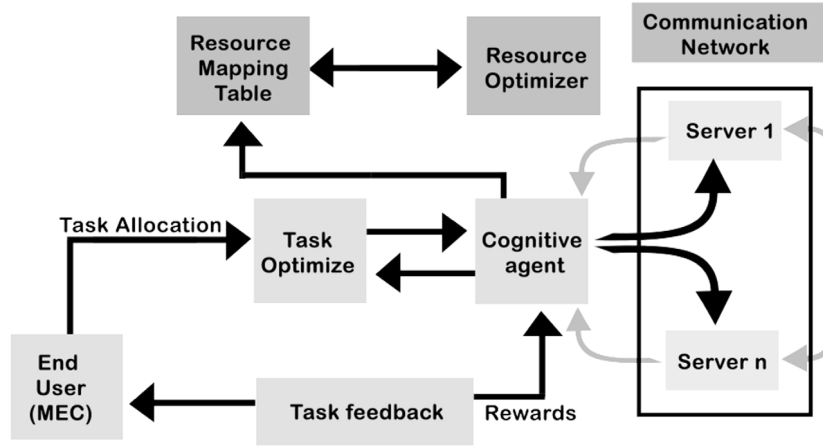 Communication
Network
Resource
Mapping
Table
Resource
Optimizer
Server 1
Task Allocation
Task
Optimize
Cognitive
agent
End
User
(MEC)
Server n
Task feedback
Rewards